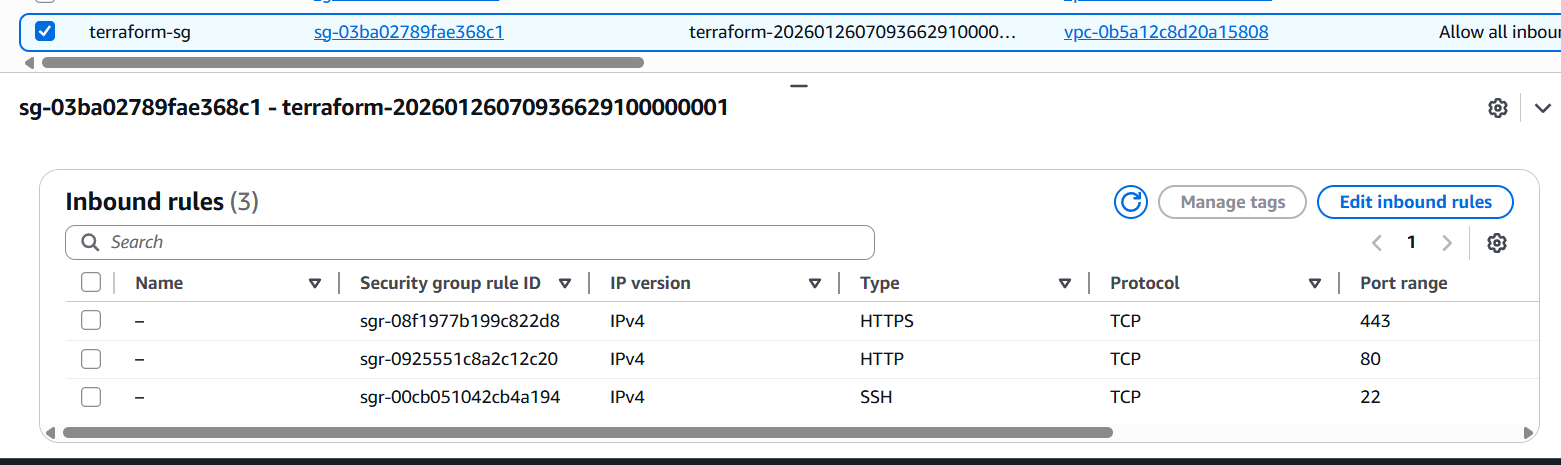 terraform-sg sg-03ba02789fae368c1 terraform-2026012607093662910000... vpc-0b5a12c8d20a15808 Allow all inboun
sg-03ba02789fae368c1 - terraform-20260126070936629100000001
Inbound rules (3) Manage tags Edit inbound rules
Search 1
Name Security group rule ID IP version Type Protocol Port range
– sgr-08f1977b199c822d8 IPv4 HTTPS TCP 443
– sgr-0925551c8a2c12c20 IPv4 HTTP TCP 80
– sgr-00cb051042cb4a194 IPv4 SSH TCP 22